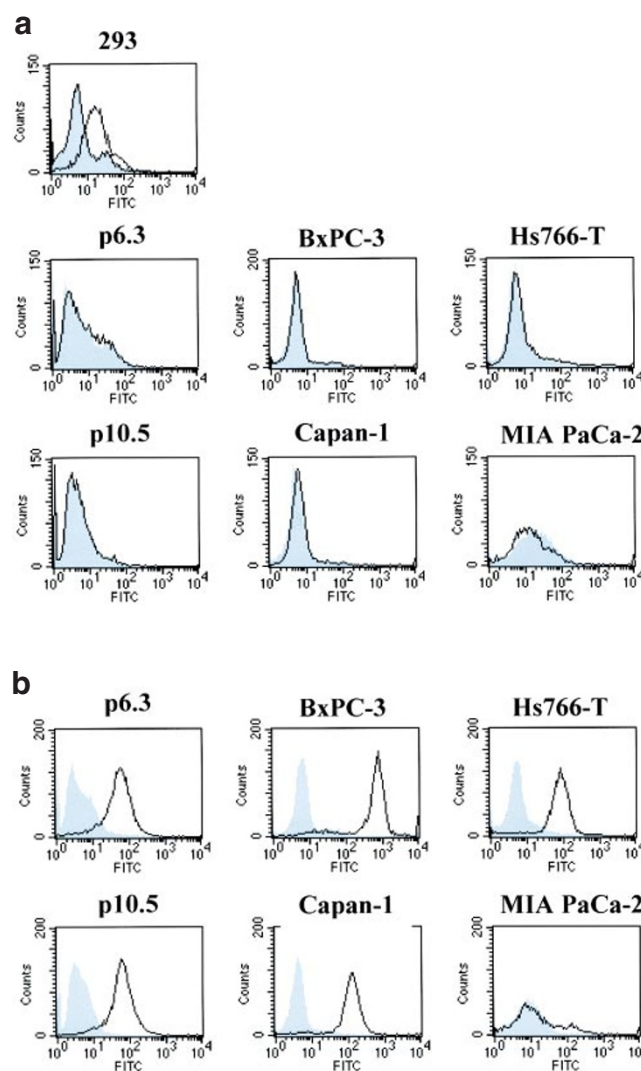 a
293
150
Counts
0
10^0 10^1 10^2 10^3 10^4
FITC
p6.3 BxPC-3 Hs766-T
150 200 150
Counts Counts Counts
0 0 0
10^0 10^1 10^2 10^3 10^4 10^0 10^1 10^2 10^3 10^4 10^0 10^1 10^2 10^3 10^4
FITC FITC FITC
p10.5 Capan-1 MIA PaCa-2
150 150 150
Counts Counts Counts
0 0 0
10^0 10^1 10^2 10^3 10^4 10^0 10^1 10^2 10^3 10^4 10^0 10^1 10^2 10^3 10^4
FITC FITC FITC
b
p6.3 BxPC-3 Hs766-T
200 200 200
Counts Counts Counts
0 0 0
10^0 10^1 10^2 10^3 10^4 10^0 10^1 10^2 10^3 10^4 10^0 10^1 10^2 10^3 10^4
FITC FITC FITC
p10.5 Capan-1 MIA PaCa-2
200 200 200
Counts Counts Counts
0 0 0
10^0 10^1 10^2 10^3 10^4 10^0 10^1 10^2 10^3 10^4 10^0 10^1 10^2 10^3 10^4
FITC FITC FITC